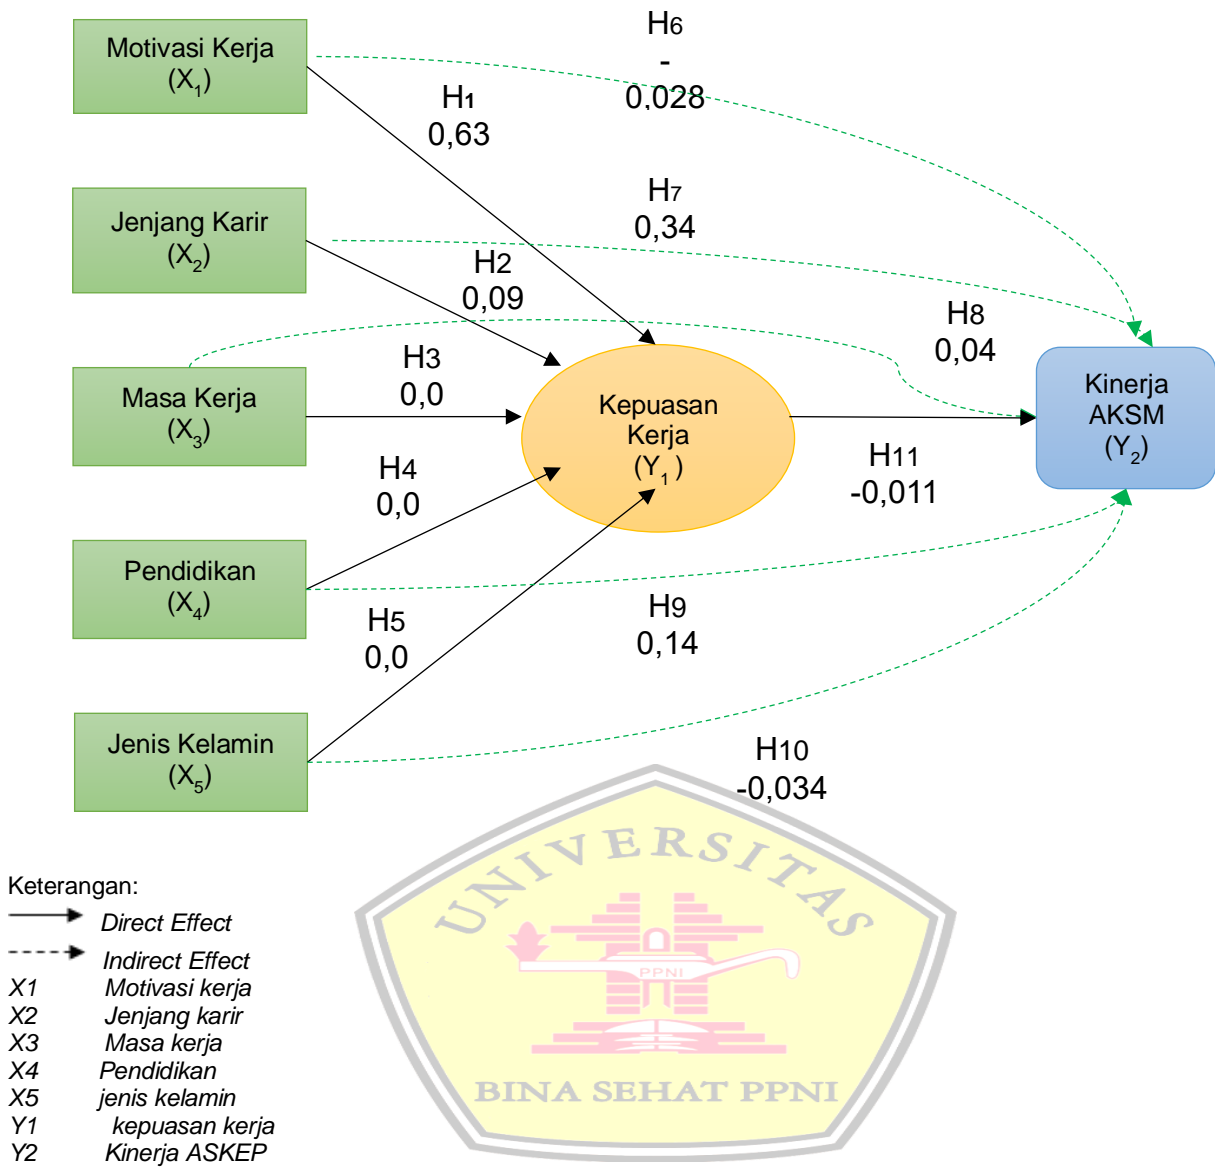 Motivasi Kerja
(X1)
H6
-
0,028
H1
0,63
Jenjang Karir
(X2)
H7
0,34
H2
0,09
H8
0,04
H3
0,0
Masa Kerja
(X3)
Kepuasan
Kerja
(Y1)
Kinerja
AKSM
(Y2)
H4
0,0
H11
-0,011
Pendidikan
(X4)
H5
0,0
H9
0,14
Jenis Kelamin
(X5)
H10
-0,034
UNIVERSITAS
PPNI
BINA SEHAT PPNI
Keterangan:
Direct Effect
Indirect Effect
X1 Motivasi kerja
X2 Jenjang karir
X3 Masa kerja
X4 Pendidikan
X5 jenis kelamin
Y1 kepuasan kerja
Y2 Kinerja ASKEP